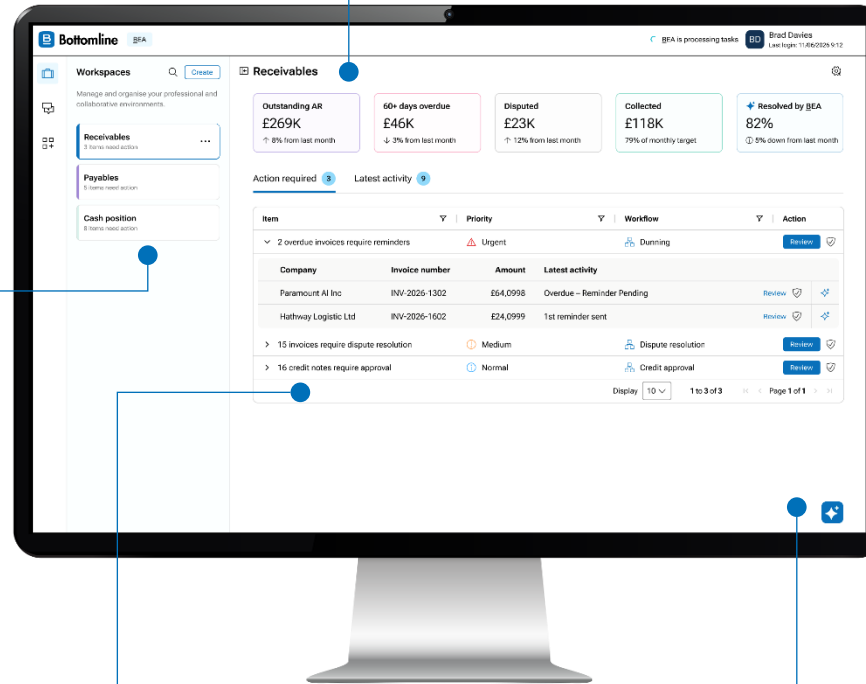 Bottomline BEA
BEA is processing tasks
BD
Brad Davies
Last login: 11/06/2026 9:12
Workspaces
Create
Manage and organise your professional and
collaborative environments.
Receivables
3 items need action
Payables
5 items need action
Cash position
8 items need action
Receivables
Outstanding AR
£269K
↑ 8% from last month
60+ days overdue
£46K
↓ 3% from last month
Disputed
£23K
↑ 12% from last month
Collected
£118K
79% of monthly target
Resolved by BEA
82%
5% down from last month
Action required 3 Latest activity 9
Item Priority Workflow Action
2 overdue invoices require reminders Urgent Dunning Review
Company Invoice number Amount Latest activity
Paramount AI Inc INV-2026-1302 £64,0998 Overdue – Reminder Pending Review
Hathway Logistic Ltd INV-2026-1602 £24,0999 1st reminder sent Review
15 invoices require dispute resolution Medium Dispute resolution Review
16 credit notes require approval Normal Credit approval Review
Display 10 1 to 3 of 3 Page 1 of 1